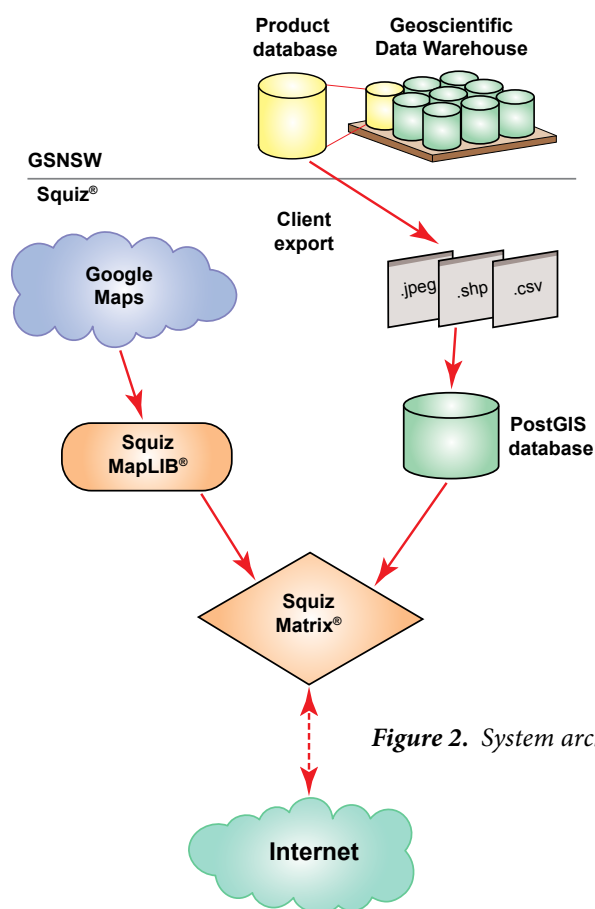 Product
database
Geoscientific
Data Warehouse
GSNSW
Squiz®
Client
export
Google
Maps
.jpeg
.shp
.csv
Squiz
MapLIB®
PostGIS
database
Squiz
Matrix®
Figure 2. System arc
Internet